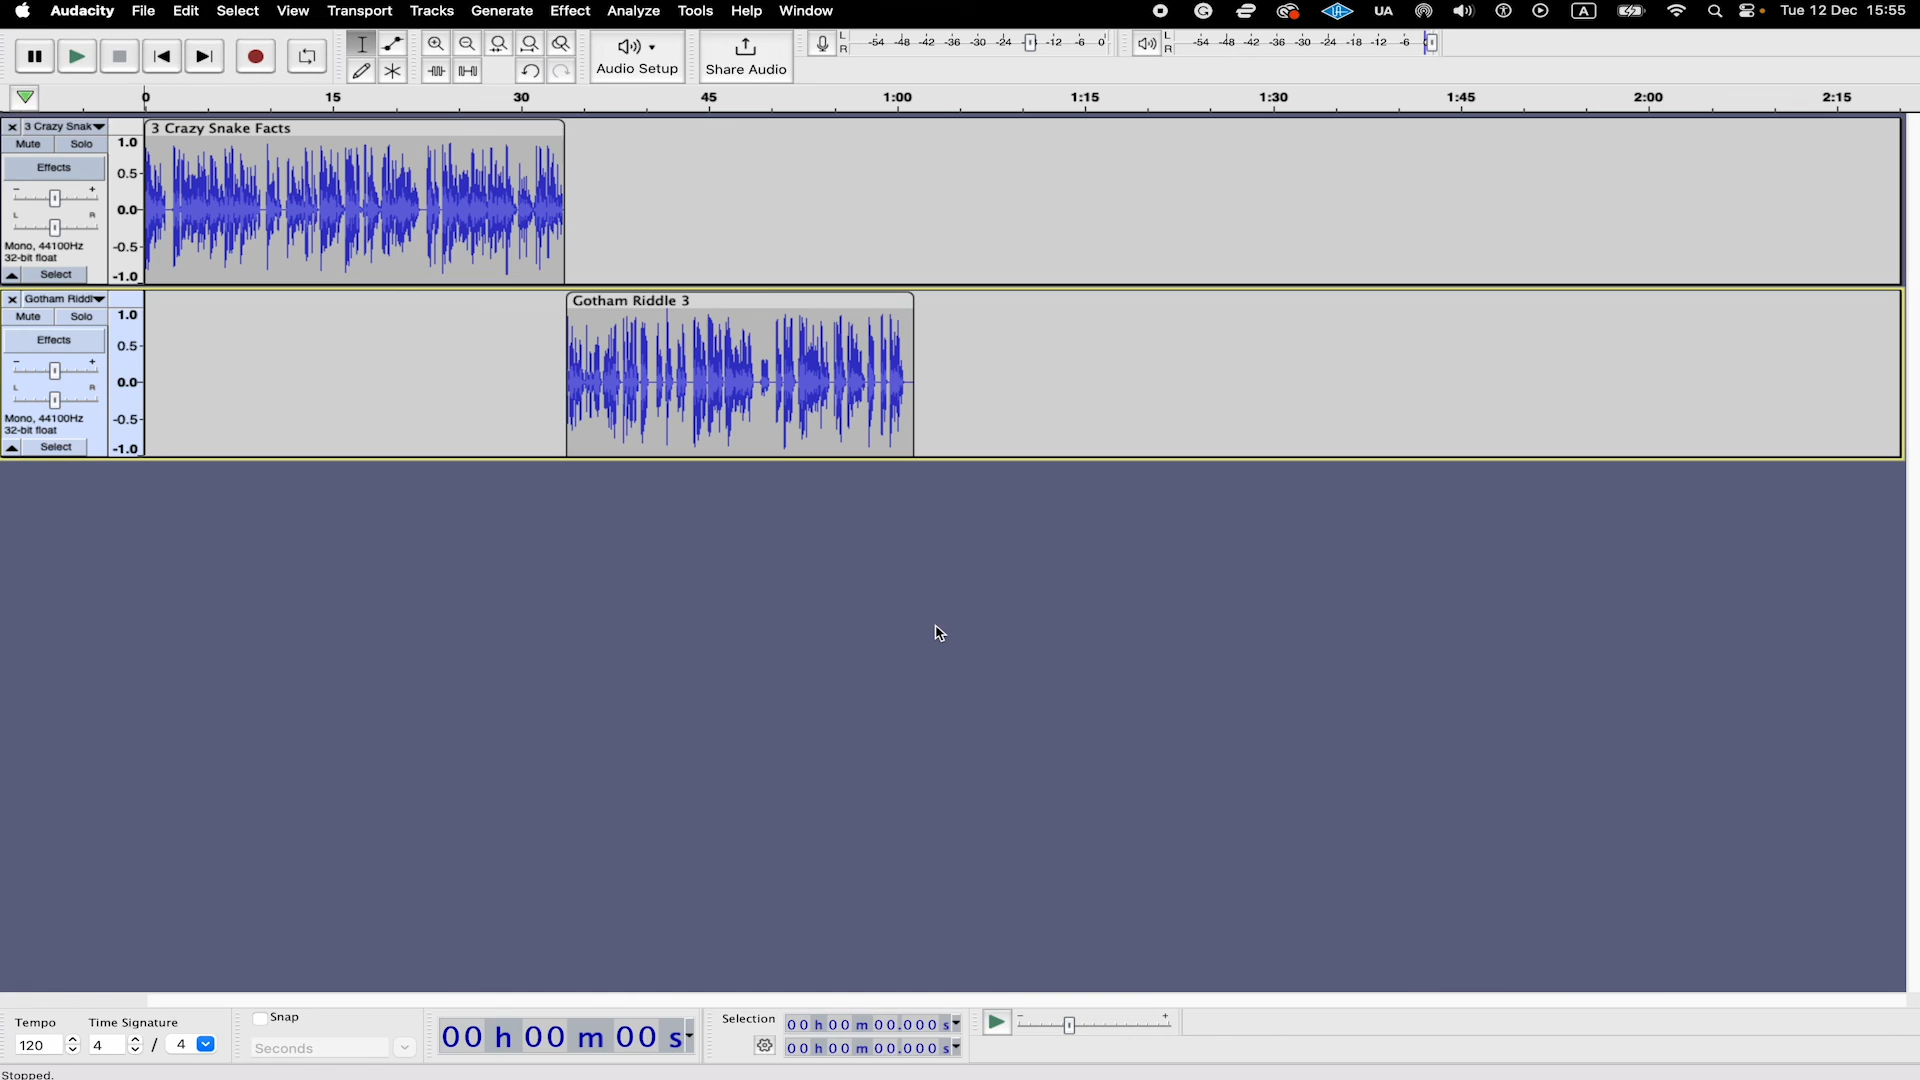 Audacity File Edit Select View Transport Tracks Generate Effect Analyze Tools Help Window UA A Tue 12 Dec 15:55
L R -54 -48 -42 -36 -30 -24 -12 -6 0
L R -54 -48 -42 -36 -30 -24 -18 -12 -6
Audio Setup
Share Audio
0 15 30 45 1:00 1:15 1:30 1:45 2:00 2:15
3 Crazy Snak
3 Crazy Snake Facts
Mute Solo
Effects
- +
L R
Mono, 44100Hz
32-bit float
Select
1.0
0.5
0.0
-0.5
-1.0
Gotham Riddl
Gotham Riddle 3
Mute Solo
Effects
- +
L R
Mono, 44100Hz
32-bit float
Select
1.0
0.5
0.0
-0.5
-1.0
Tempo
120
Time Signature
4 / 4
Snap
Seconds
00 h 00 m 00 s
Selection
00 h 00 m 00.000 s
00 h 00 m 00.000 s
- +
Stopped.